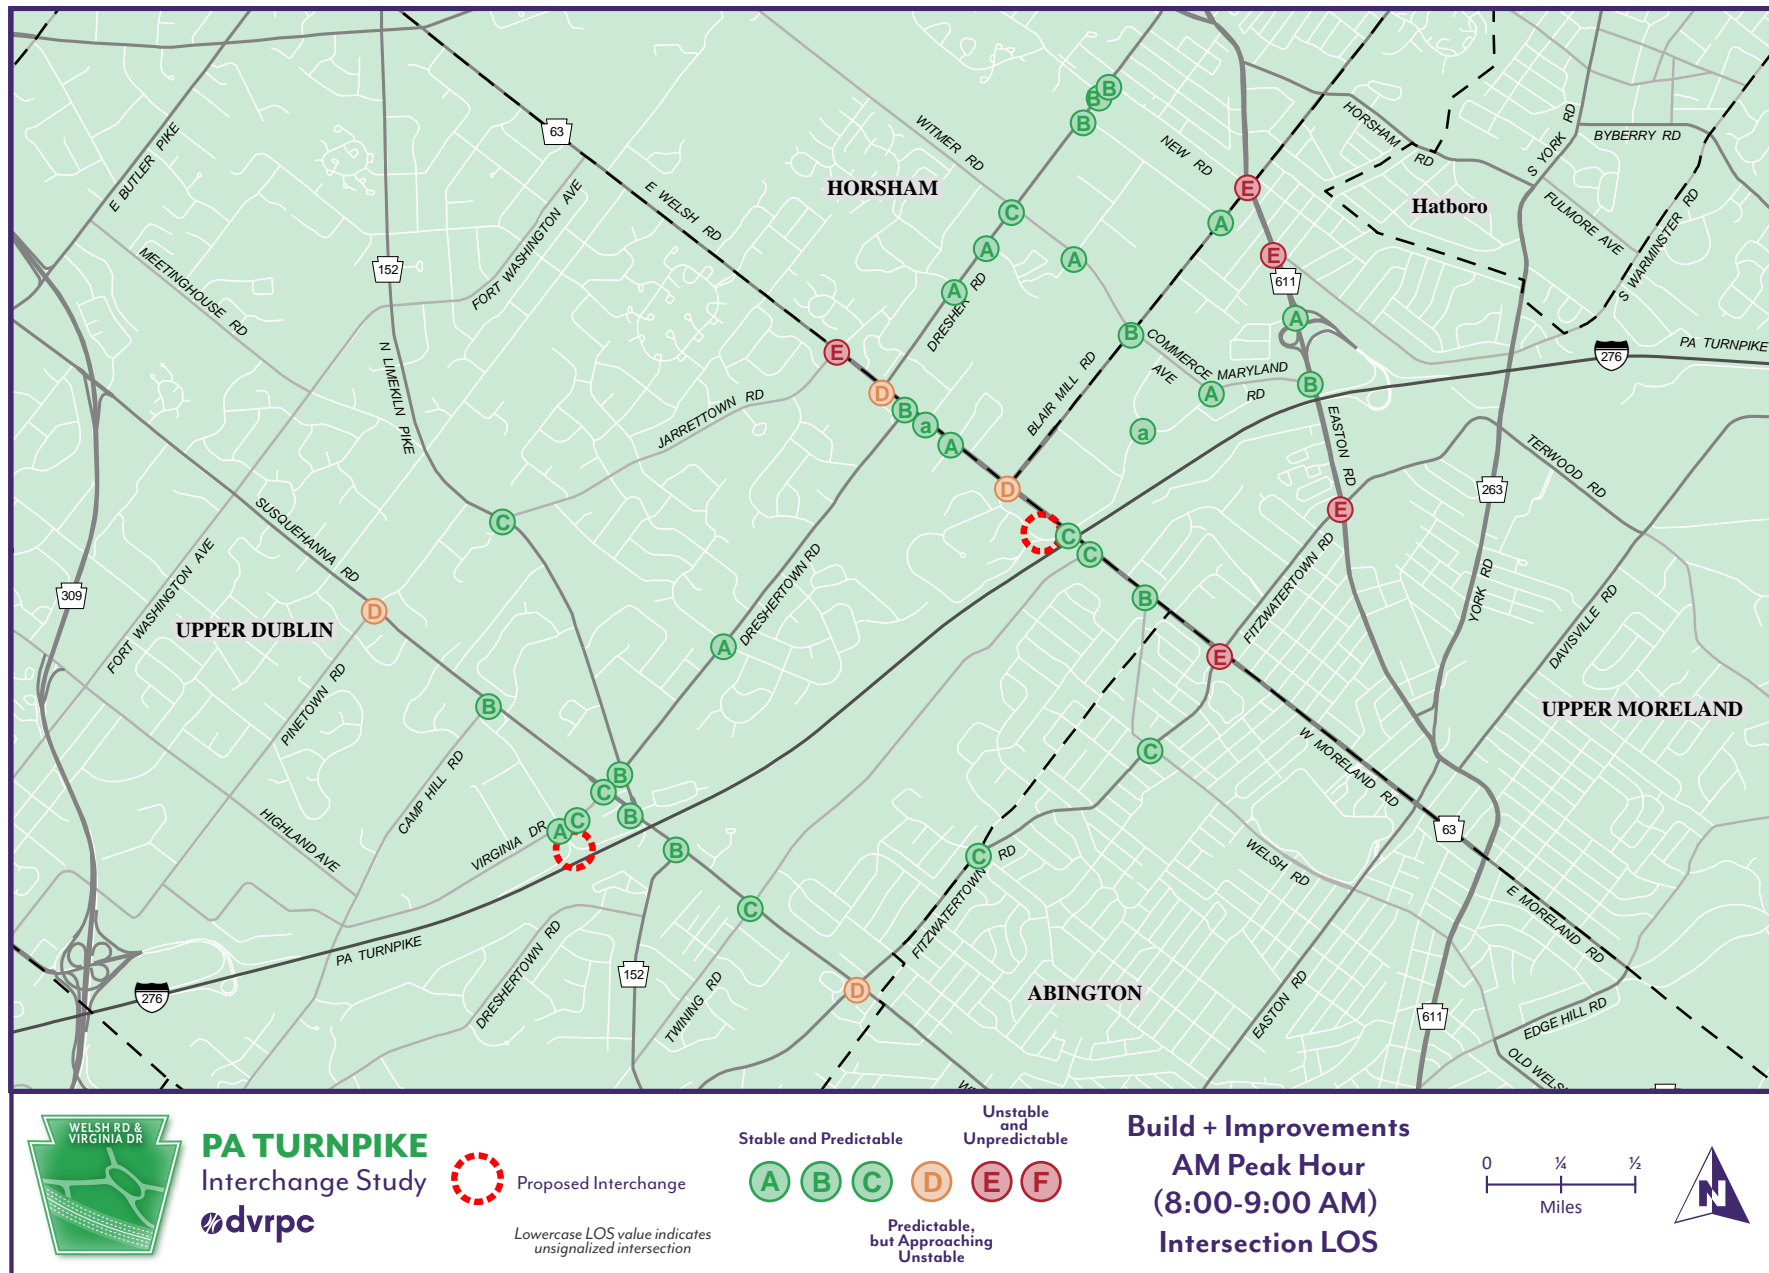 63
E BUTLER PIKE
E WELSH RD
WITMER RD
NEW RD
HORSHAM RD
S YORK RD
BYBERRY RD
HORSHAM
Hatboro
FULMORE AVE
S WARMINSTER RD
FORT WASHINGTON AVE
MEETINGHOUSE RD
152
N LIMEKILN PIKE
DRESHER RD
611
PA TURNPIKE
276
COMMERCE AVE
MARYLAND RD
BLAIR MILL RD
JARRETTOWN RD
EASTON RD
TERWOOD RD
263
SUSQUEHANNA RD
309
FORT WASHINGTON AVE
UPPER DUBLIN
PINETOWN RD
DRESHERTOWN RD
FITZWATERTOWN RD
YORK RD
DAVISVILLE RD
UPPER MORELAND
W MORELAND RD
63
CAMP HILL RD
HIGHLAND AVE
VIRGINIA DR
WELSH RD
E MORELAND RD
FITZWATERTOWN RD
PA TURNPIKE
276
DRESHERTOWN RD
152
TWINING RD
ABINGTON
EASTON RD
611
EDGE HILL RD
OLD WELSH
B
B
B
C
A
A
A
E
A
E
A
B
B
A
a
E
D
B
a
A
D
C
C
B
E
E
C
C
D
B
A
B
C
B
C
A
B
C
D
C
WELSH RD &
VIRGINIA DR
PA TURNPIKE
Interchange Study
dvrpc
Proposed Interchange
Lowercase LOS value indicates
unsignalized intersection
Stable and Predictable
Unstable
and
Unpredictable
A B C D E F
Predictable,
but Approaching
Unstable
Build + Improvements
AM Peak Hour
(8:00-9:00 AM)
Intersection LOS
0 ¼ ½
Miles
N